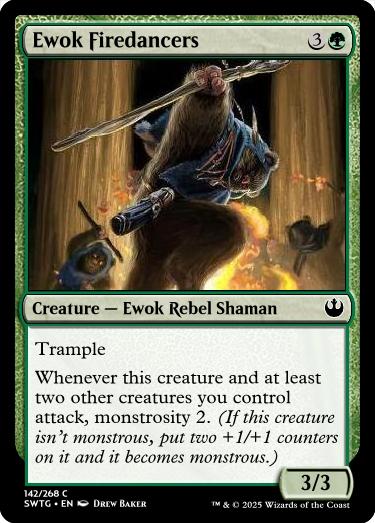 Ewok Firedancers 3
Creature — Ewok Rebel Shaman
Trample
Whenever this creature and at least
two other creatures you control
attack, monstrosity 2. (If this creature
isn't monstrous, put two +1/+1 counters
on it and it becomes monstrous.)
3/3
142/268 C
SWTG • EN Drew Baker
™ & © 2025 Wizards of the Coast